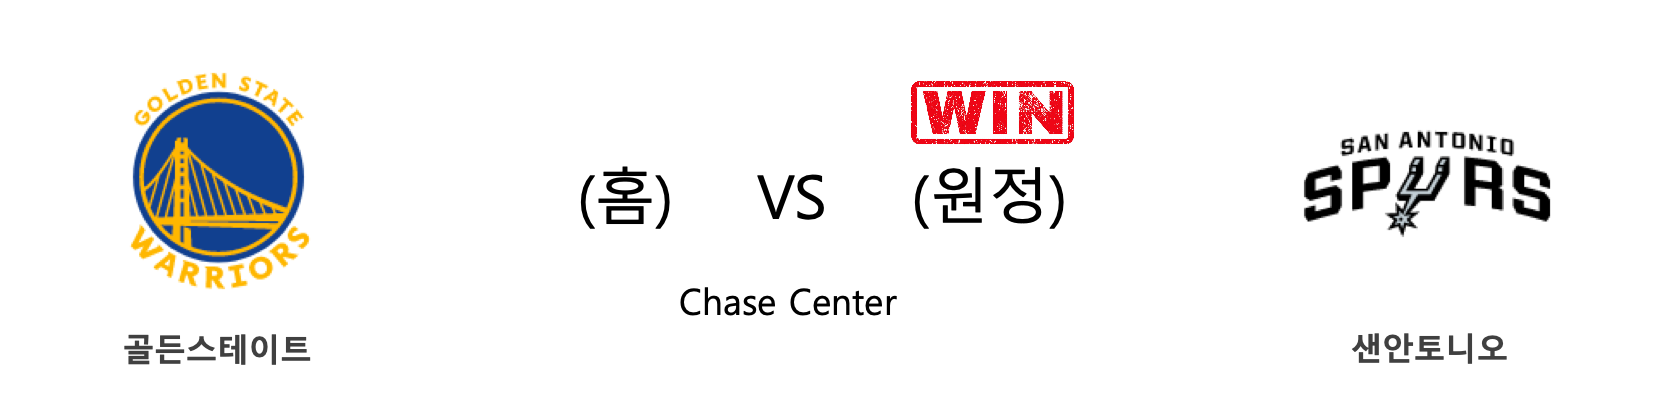 GOLDEN STATE
WARRIORS
골든스테이트
WIN
(홈) VS (원정)
Chase Center
SAN ANTONIO
SPURS
샌안토니오